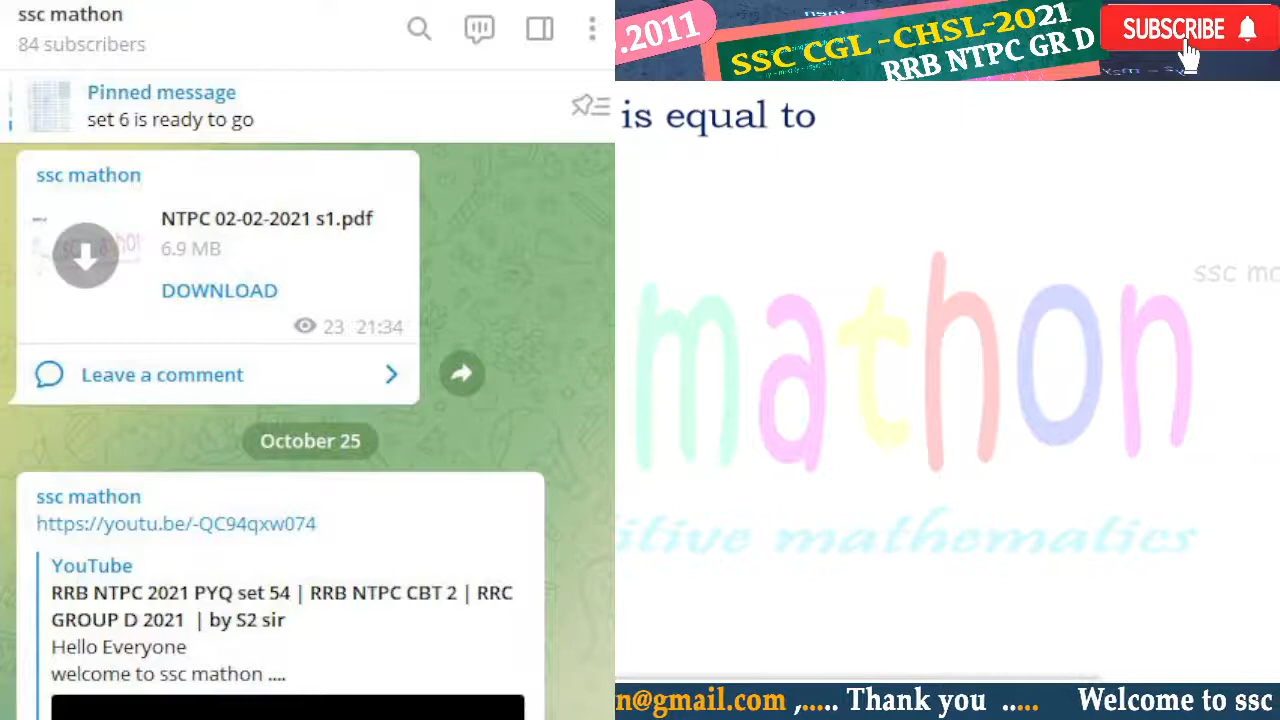 ssc mathon
84 subscribers
Pinned message
set 6 is ready to go
ssc mathon
NTPC 02-02-2021 s1.pdf
6.9 MB
DOWNLOAD
23 21:34
Leave a comment
October 25
ssc mathon
https://youtu.be/-QC94qxw074
YouTube
RRB NTPC 2021 PYQ set 54 | RRB NTPC CBT 2 | RRC
GROUP D 2021 | by S2 sir
Hello Everyone
welcome to ssc mathon ....
.2011
SSC CGL -CHSL-2021
RRB NTPC GR D
SUBSCRIBE
is equal to
ssc
mathon
mathematics
n@gmail.com ,..... Thank you ..... Welcome to ssc